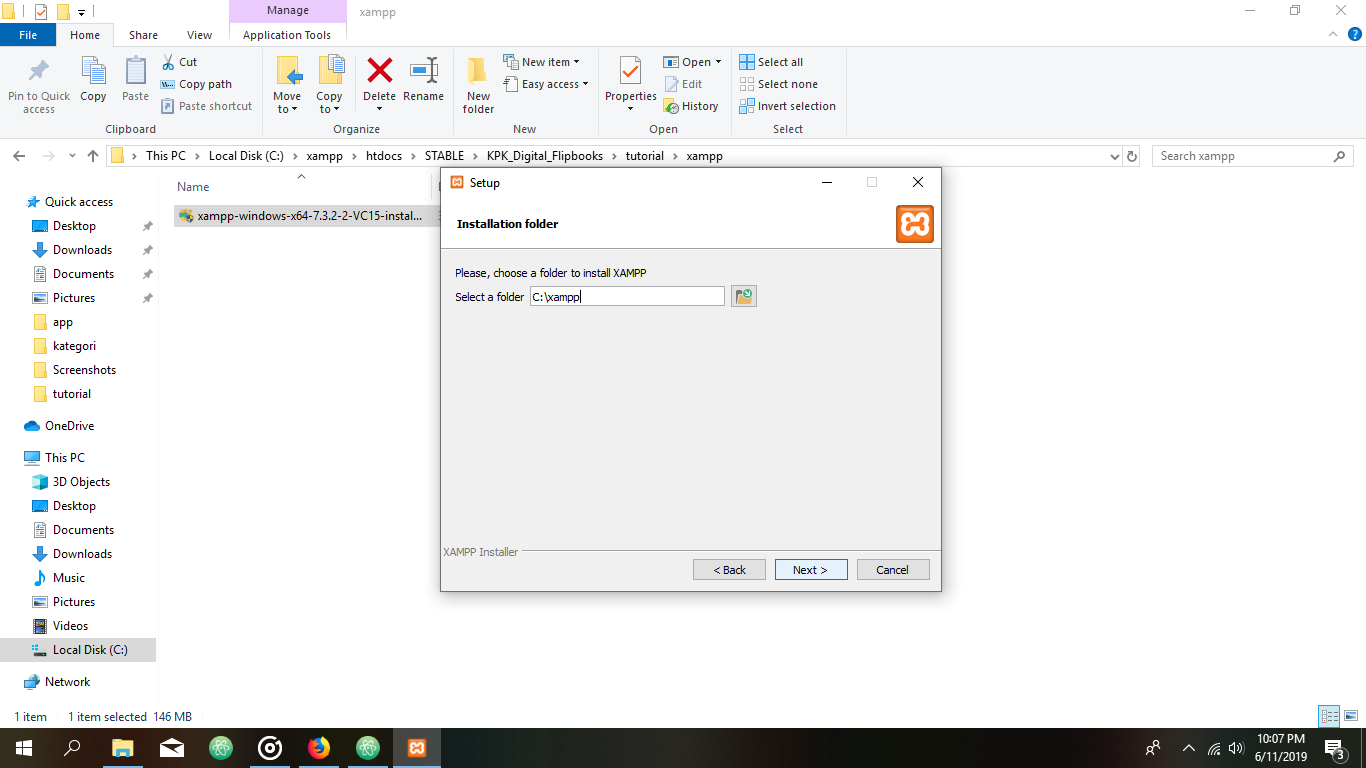 Manage
xampp
File
Home
Share
View
Application Tools
Pin to Quick access
Copy
Paste
Cut
Copy path
Paste shortcut
Clipboard
Move to
Copy to
Delete
Rename
Organize
New folder
New item
Easy access
New
Properties
Open
Edit
History
Open
Select all
Select none
Invert selection
Select
This PC > Local Disk (C:) > xampp > htdocs > STABLE > KPK_Digital_Flipbooks > tutorial > xampp
Search xampp
Name
xampp-windows-x64-7.3.2-2-VC15-instal...
Quick access
Desktop
Downloads
Documents
Pictures
app
kategori
Screenshots
tutorial
OneDrive
This PC
3D Objects
Desktop
Documents
Downloads
Music
Pictures
Videos
Local Disk (C:)
Network
Setup
Installation folder
Please, choose a folder to install XAMPP
Select a folder C:\xampp
XAMPP Installer
< Back
Next >
Cancel
1 item
1 item selected 146 MB
10:07 PM
6/11/2019
3